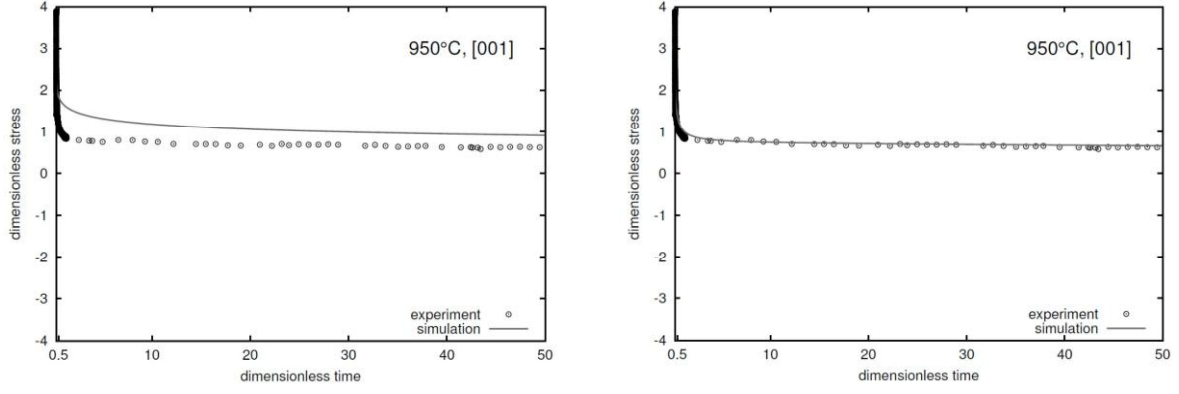 4
3
2
1
0
-1
-2
-3
-4
dimensionless stress
950°C, [001]
experiment
simulation
0.5 10 20 30 40 50
dimensionless time
4
3
2
1
0
-1
-2
-3
-4
dimensionless stress
950°C, [001]
experiment
simulation
0.5 10 20 30 40 50
dimensionless time